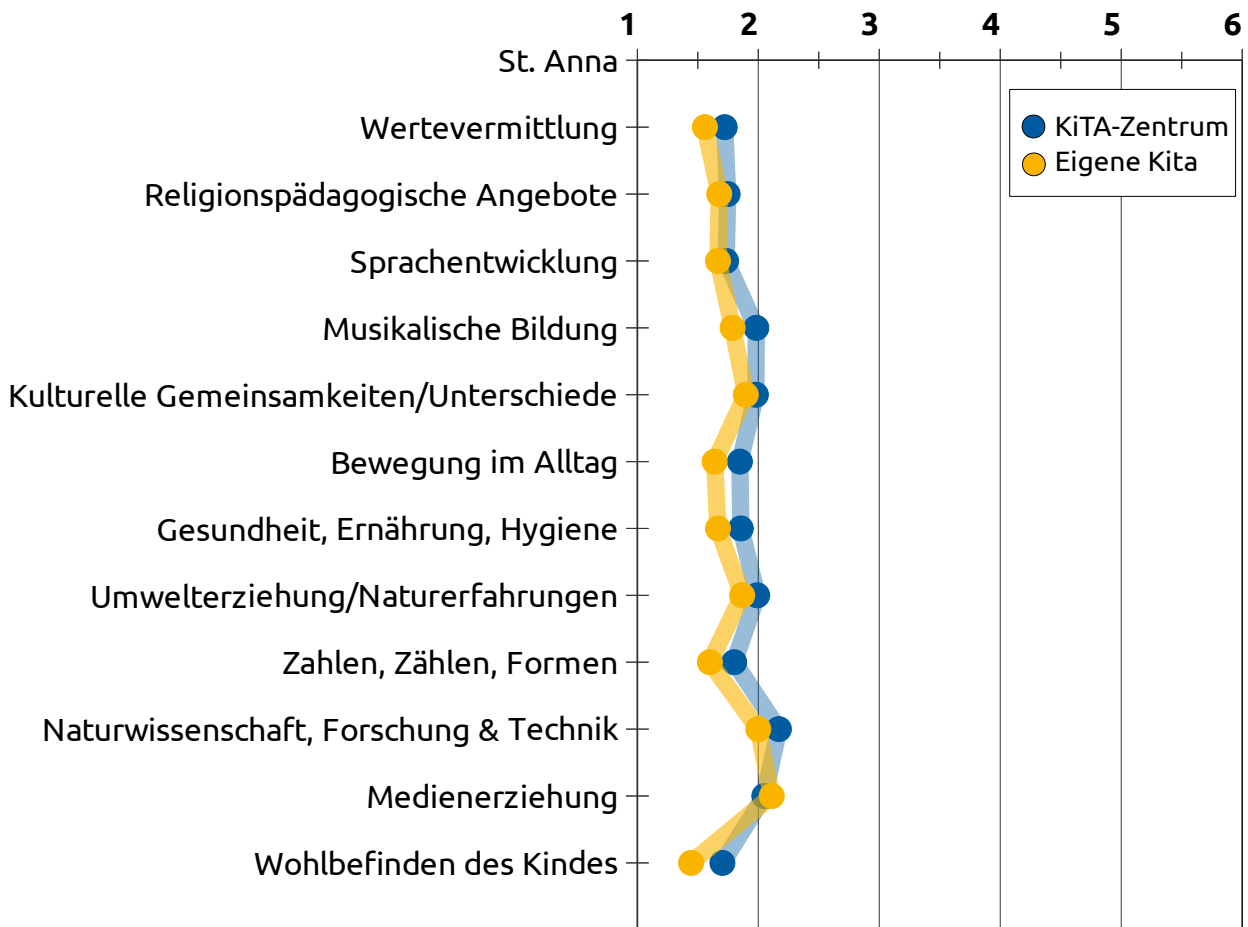 1 2 3 4 5 6
St. Anna
KiTA-Zentrum
Eigene Kita
Wertevermittlung
Religionspädagogische Angebote
Sprachentwicklung
Musikalische Bildung
Kulturelle Gemeinsamkeiten/Unterschiede
Bewegung im Alltag
Gesundheit, Ernährung, Hygiene
Umwelterziehung/Naturerfahrungen
Zahlen, Zählen, Formen
Naturwissenschaft, Forschung & Technik
Medienerziehung
Wohlbefinden des Kindes